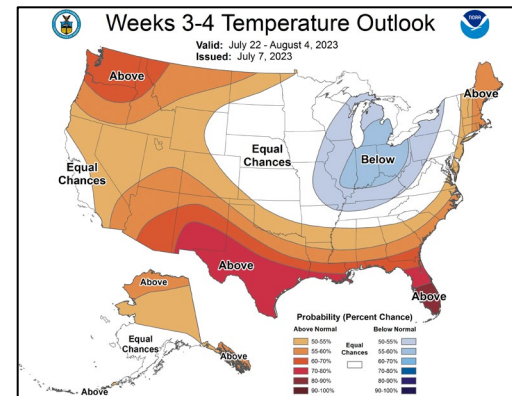 Weeks 3-4 Temperature Outlook
Valid: July 22 - August 4, 2023
Issued: July 7, 2023
NOAA
Above
Above
Equal
Chances
Equal
Chances
Below
Above
Above
Above
Equal
Chances
Above
Above
Probability (Percent Chance)
Above Normal
Equal
Chances
Below Normal
50-55%
55-60%
60-70%
70-80%
80-90%
90-100%
50-55%
55-60%
60-70%
70-80%
80-90%
90-100%